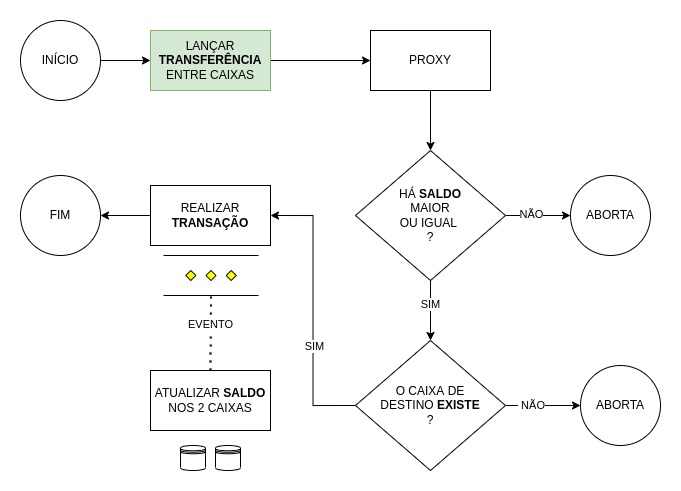 INÍCIO
LANÇAR
TRANSFERÊNCIA
ENTRE CAIXAS
PROXY
HÁ SALDO
MAIOR
OU IGUAL
?
NÃO
ABORTA
SIM
O CAIXA DE
DESTINO EXISTE
?
NÃO
ABORTA
SIM
REALIZAR
TRANSAÇÃO
FIM
EVENTO
ATUALIZAR SALDO
NOS 2 CAIXAS